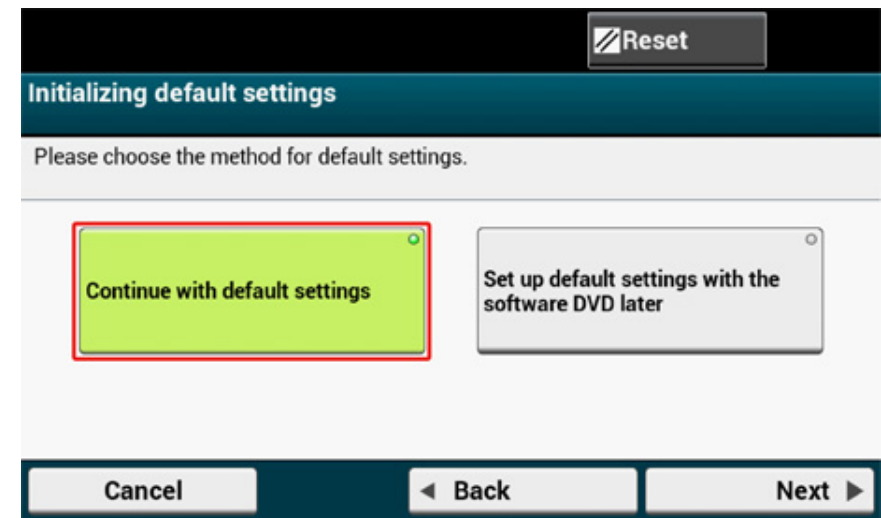 Reset
Initializing default settings
Please choose the method for default settings.
Continue with default settings
Set up default settings with the
software DVD later
Cancel
Back
Next